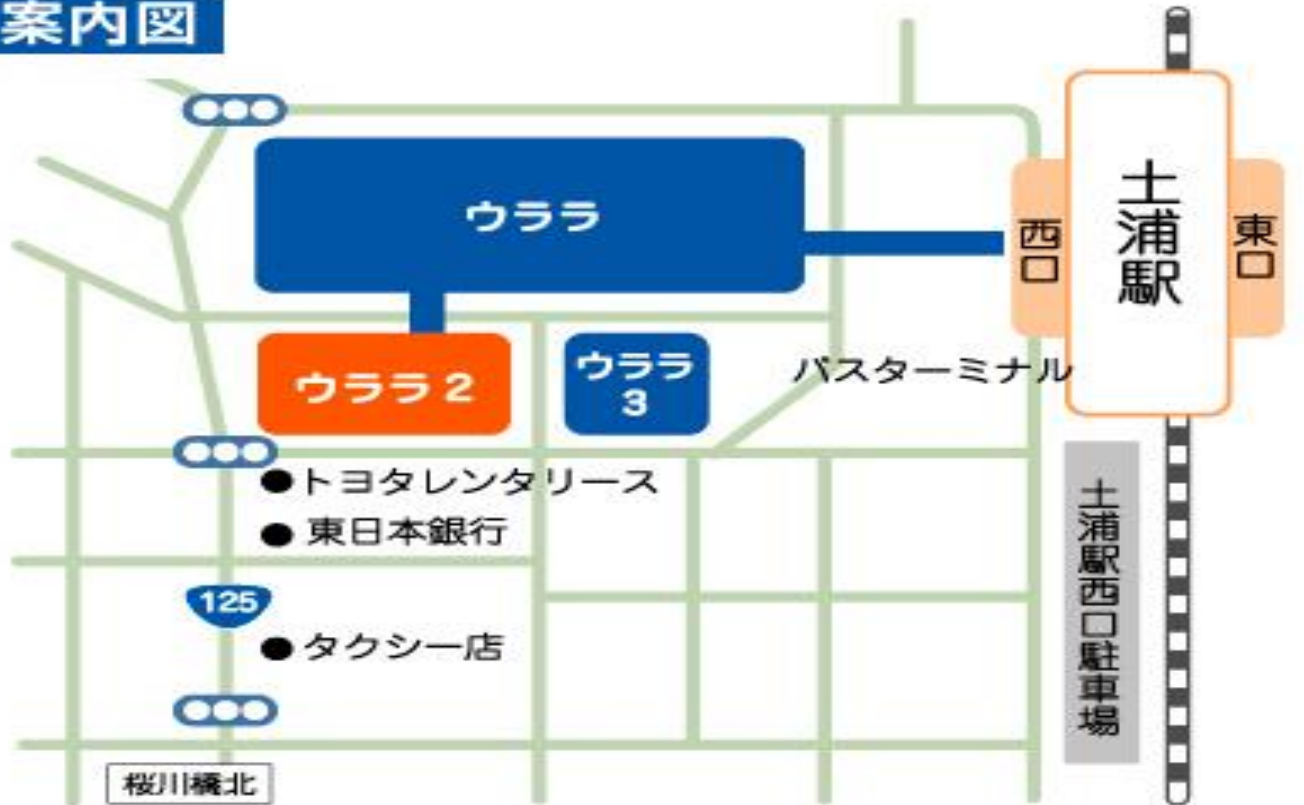 案内図
ウララ
西口
土浦駅
東口
ウララ2
ウララ
3
バスターミナル
●トヨタレンタリース
● 東日本銀行
125
●タクシー店
土浦駅西口駐車場
桜川橋北